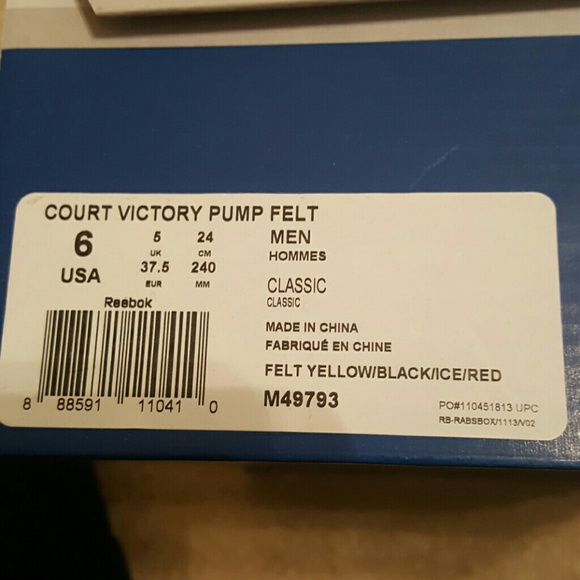 COURT VICTORY PUMP FELT
6 5 24 MEN
UK CM HOMMES
USA 37.5 240
EUR MM CLASSIC
CLASSIC
Reebok
MADE IN CHINA
FABRIQUÉ EN CHINE
FELT YELLOW/BLACK/ICE/RED
8 88591 11041 0 M49793
PO#110451813 UPC
RB-RABSBOX/1113/V02